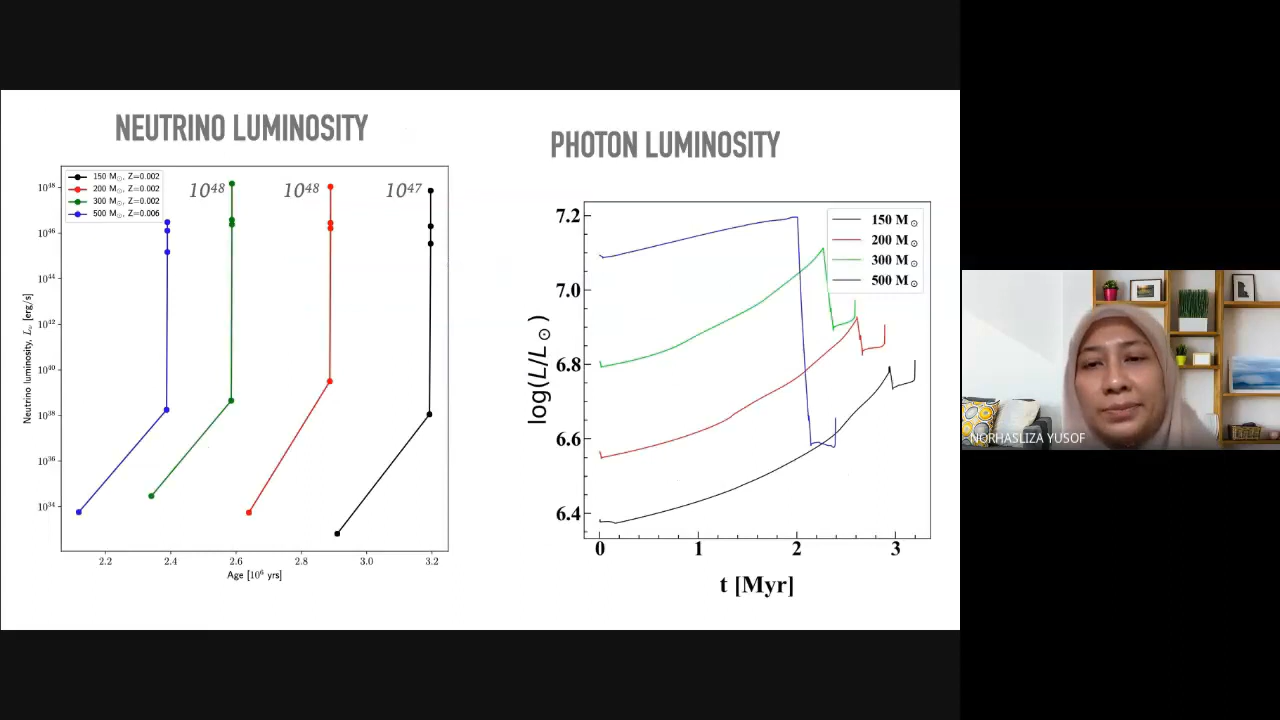 NEUTRINO LUMINOSITY
150 M⊙, Z=0.002
200 M⊙, Z=0.002
300 M⊙, Z=0.002
500 M⊙, Z=0.006
10⁴⁸
10⁴⁸
10⁴⁷
10⁴⁸
10⁴⁶
10⁴⁴
10⁴²
10⁴⁰
10³⁸
10³⁶
10³⁴
Neutrino luminosity, Lᵥ [erg/s]
2.2 2.4 2.6 2.8 3.0 3.2
Age [10⁶ yrs]
PHOTON LUMINOSITY
150 M⊙
200 M⊙
300 M⊙
500 M⊙
7.2
7.0
6.8
6.6
6.4
log(L/L⊙)
0 1 2 3
t [Myr]
NORHASLIZA YUSOF